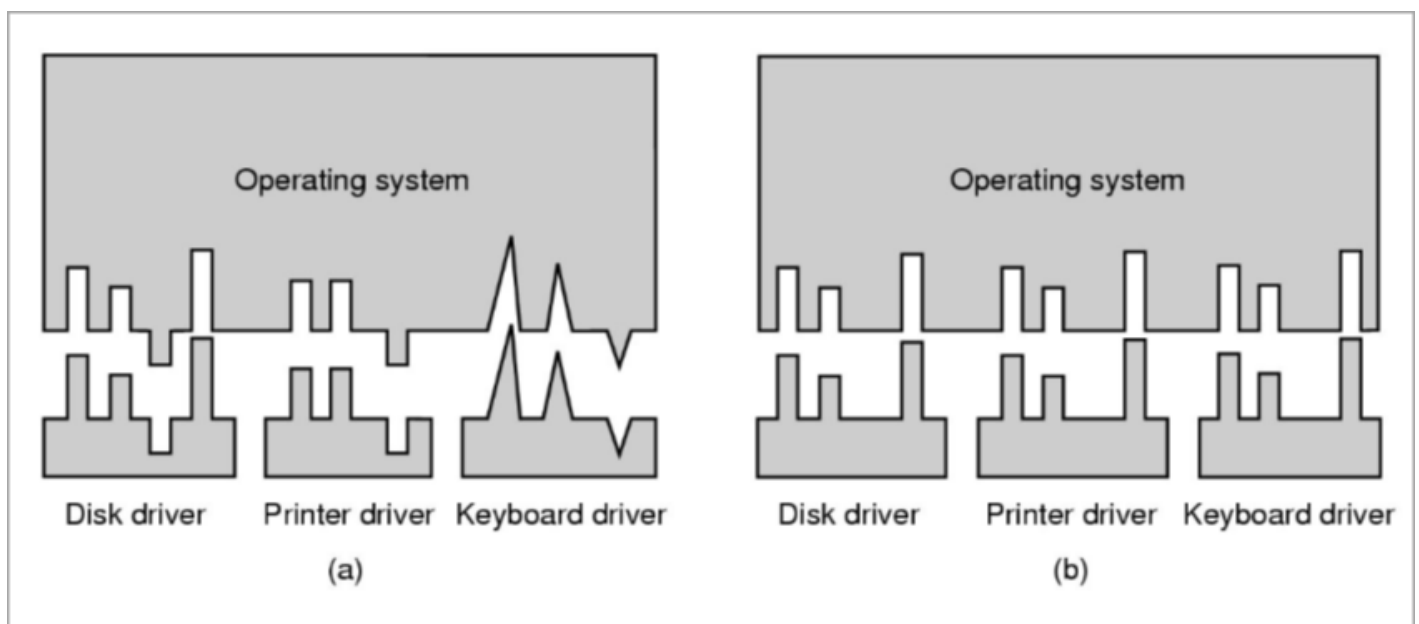 Operating system
Operating system
Disk driver Printer driver Keyboard driver
Disk driver Printer driver Keyboard driver
(a)
(b)